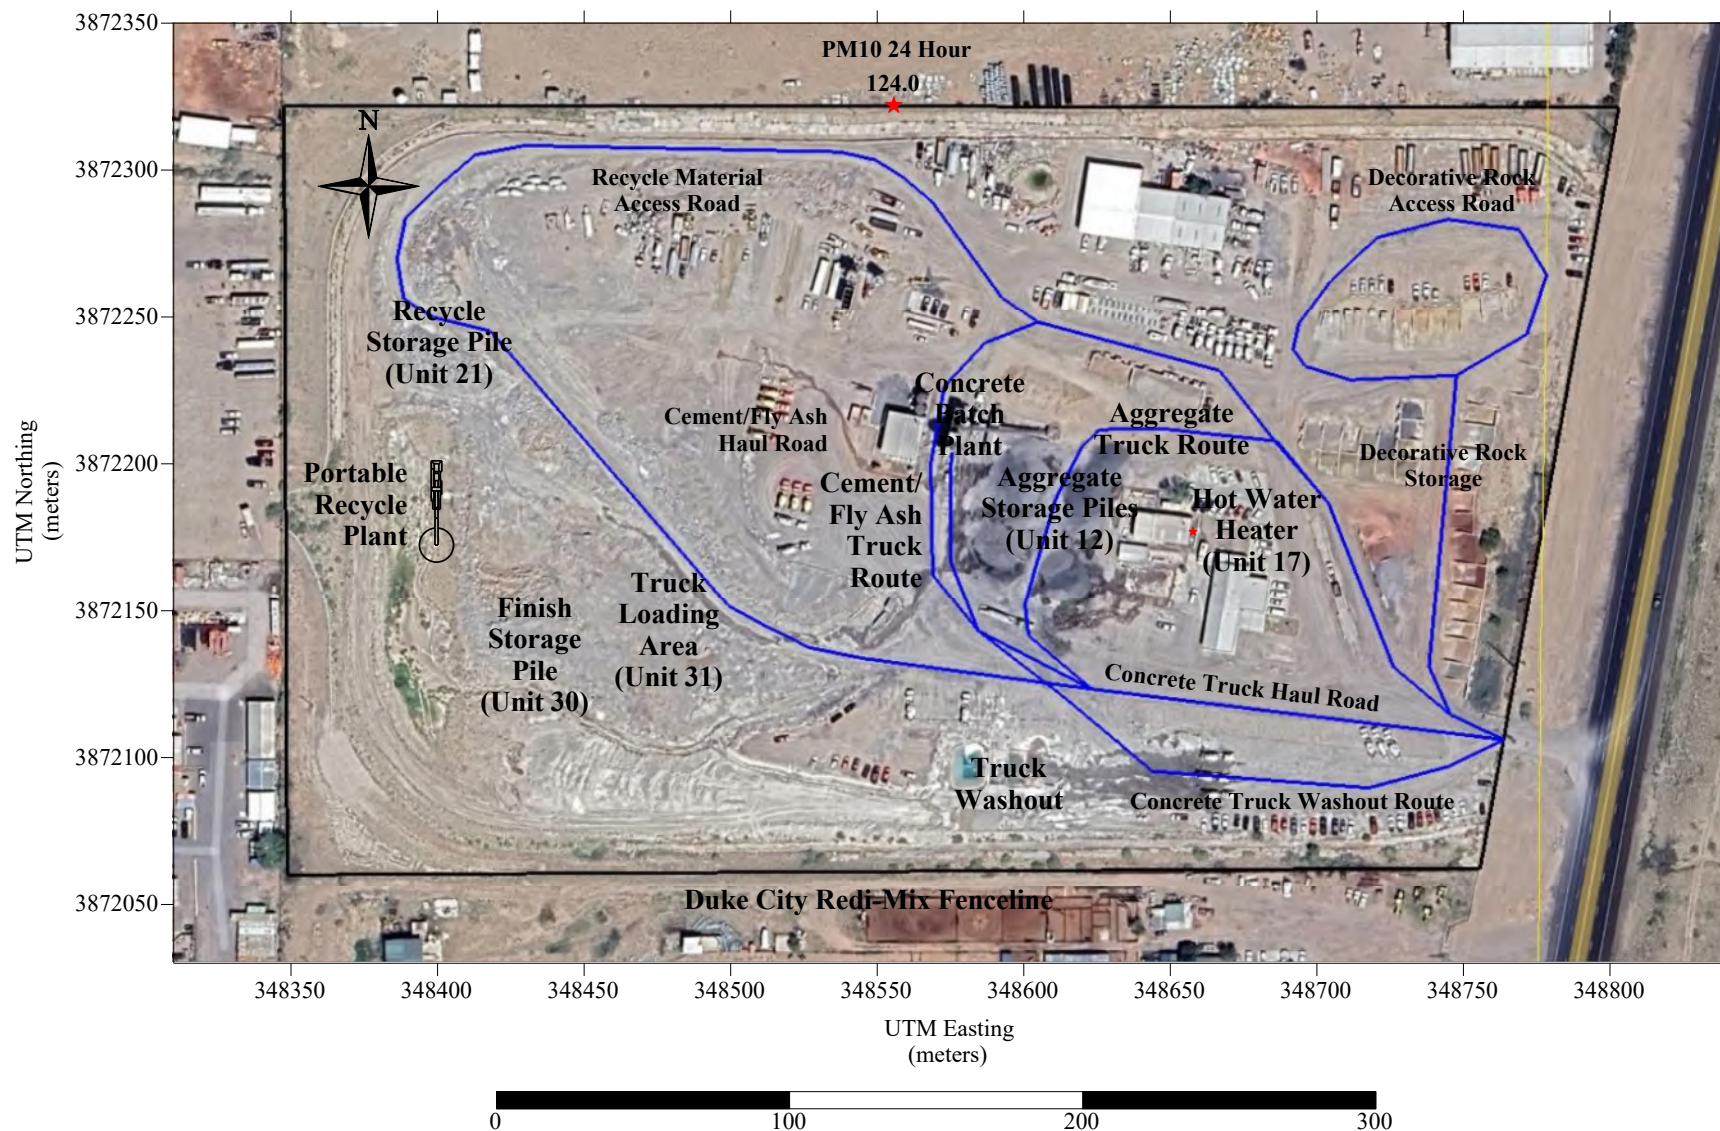 3872350
3872300
3872250
3872200
3872150
3872100
3872050
UTM Northing
(meters)
PM10 24 Hour
124.0
N
Recycle Material
Access Road
Decorative Rock
Access Road
Recycle
Storage Pile
(Unit 21)
Concrete
Batch
Plant
Cement/Fly Ash
Haul Road
Aggregate
Truck Route
Decorative Rock
Storage
Portable
Recycle
Plant
Cement/
Fly Ash
Truck
Route
Aggregate
Storage Piles
(Unit 12)
Hot Water
Heater
(Unit 17)
Finish
Storage
Pile
(Unit 30)
Truck
Loading
Area
(Unit 31)
Concrete Truck Haul Road
Truck
Washout
Concrete Truck Washout Route
Duke City Redi-Mix Fenceline
348350
348400
348450
348500
348550
348600
348650
348700
348750
348800
UTM Easting
(meters)
0
100
200
300